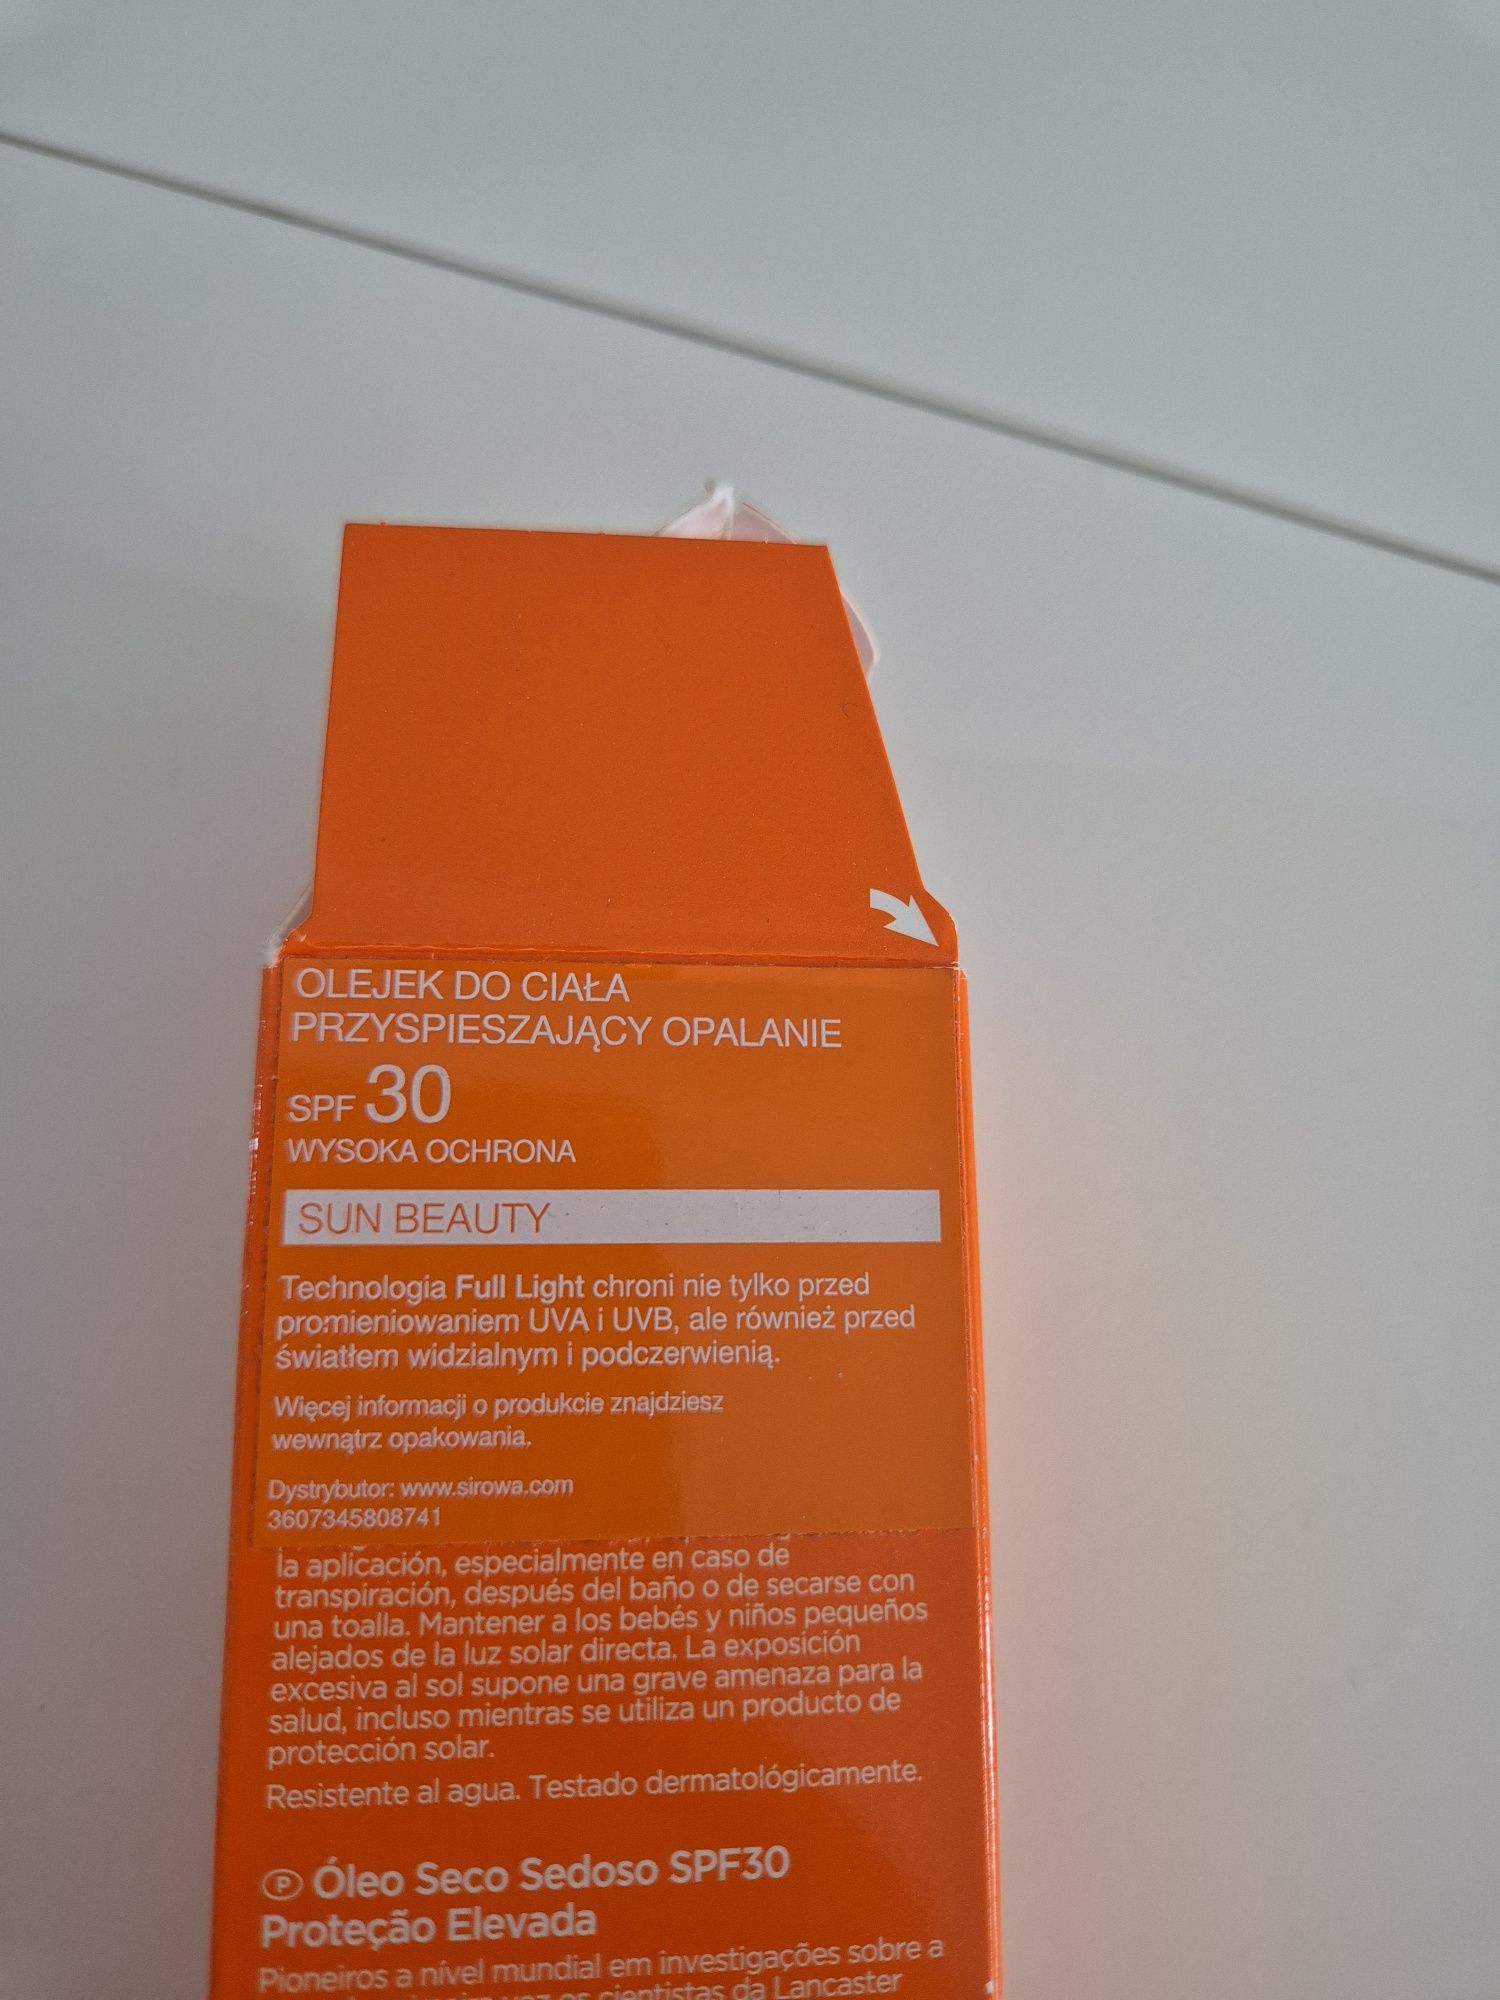 OLEJEK DO CIAŁA
PRZYSPIESZAJĄCY OPALANIE
SPF 30
WYSOKA OCHRONA
SUN BEAUTY
Technologia Full Light chroni nie tylko przed
promieniowaniem UVA i UVB, ale również przed
światłem widzialnym i podczerwienią.
Więcej informacji o produkcie znajdziesz
wewnątrz opakowania.
Dystrybutor: www.sirowa.com
3607345808741
la aplicación, especialmente en caso de
transpiración, después del baño o de secarse con
una toalla. Mantener a los bebés y niños pequeños
alejados de la luz solar directa. La exposición
excesiva al sol supone una grave amenaza para la
salud, incluso mientras se utiliza un producto de
protección solar.
Resistente al agua. Testado dermatológicamente.
P Óleo Seco Sedoso SPF30
Proteção Elevada
Pioneiros a nível mundial em investigações sobre a
vez os cientistas da Lancaster